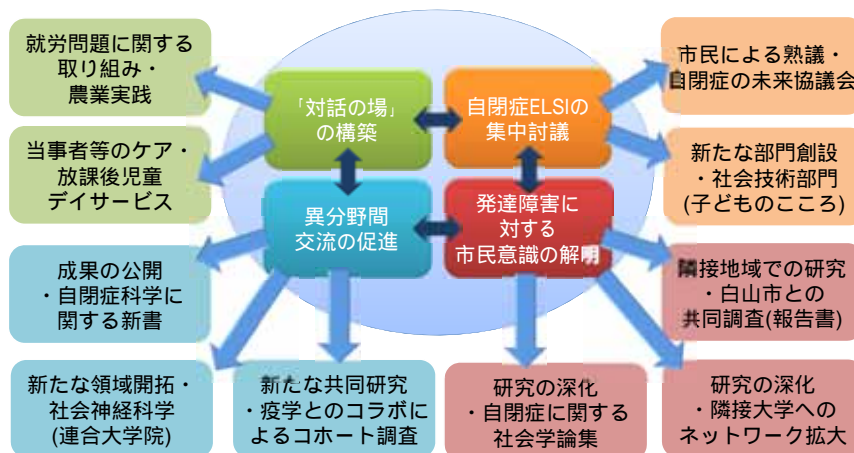 就労問題に関する
取り組み・
農業実践
「対話の場」
の構築
自閉症ELSIの
集中討議
市民による熟議・
自閉症の未来協議会
当事者等のケア・
放課後児童
デイサービス
異分野間
交流の促進
発達障害に
対する
市民意識の解明
新たな部門創設
・社会技術部門
(子どものこころ)
成果の公開
・自閉症科学に
関する新書
隣接地域での研究
・白山市との
共同調査(報告書)
新たな領域開拓・
社会神経科学
(連合大学院)
新たな共同研究
・疫学とのコラボに
よるコホート調査
研究の深化
・自閉症に関する
社会学論集
研究の深化
・隣接大学への
ネットワーク拡大